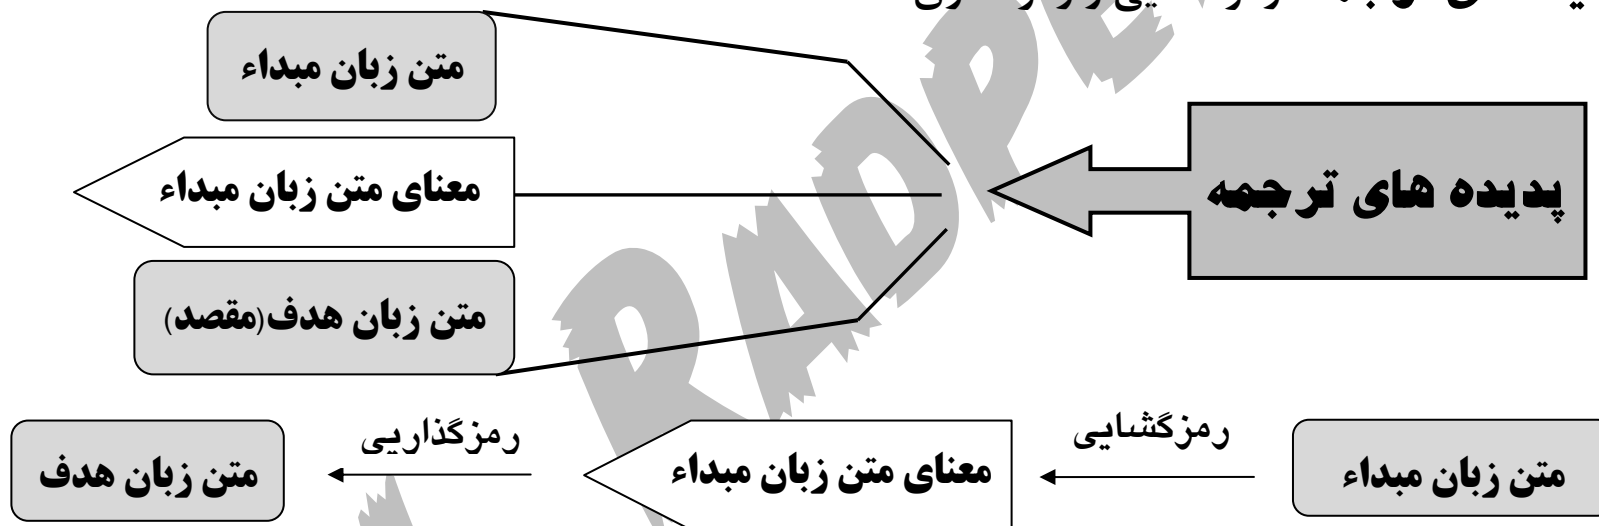 متن زبان مبداء
پدیده های ترجمه
معنای متن زبان مبداء
متن زبان هدف(مقصد)
متن زبان مبداء
رمزگشایی
معنای متن زبان مبداء
رمزگذاریی
متن زبان هدف